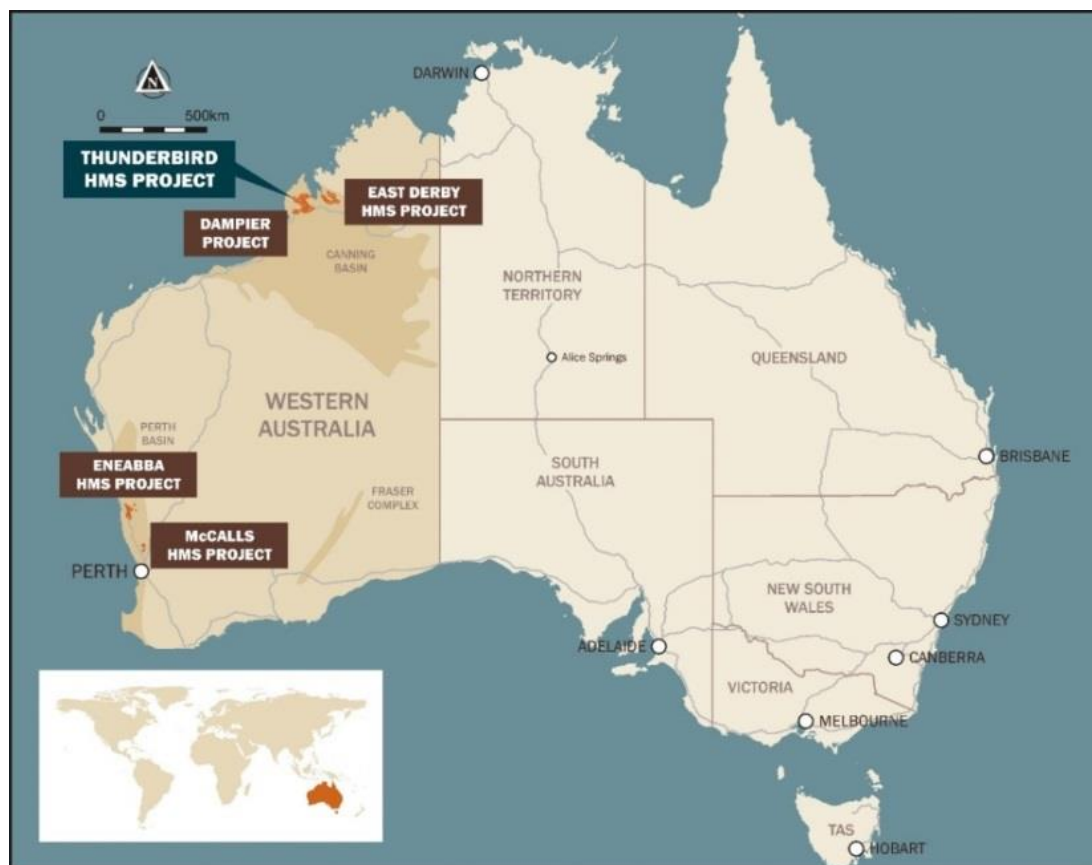 DARWIN
N
0 500km
THUNDERBIRD
HMS PROJECT
EAST DERBY
HMS PROJECT
DAMPIER
PROJECT
CANNING
BASIN
NORTHERN
TERRITORY
Alice Springs
QUEENSLAND
WESTERN
AUSTRALIA
PERTH
BASIN
BRISBANE
ENEABBA
HMS PROJECT
SOUTH
AUSTRALIA
FRASER
COMPLEX
McCALLS
HMS PROJECT
PERTH
NEW SOUTH
WALES
SYDNEY
ADELAIDE
CANBERRA
VICTORIA
MELBOURNE
TAS
HOBART